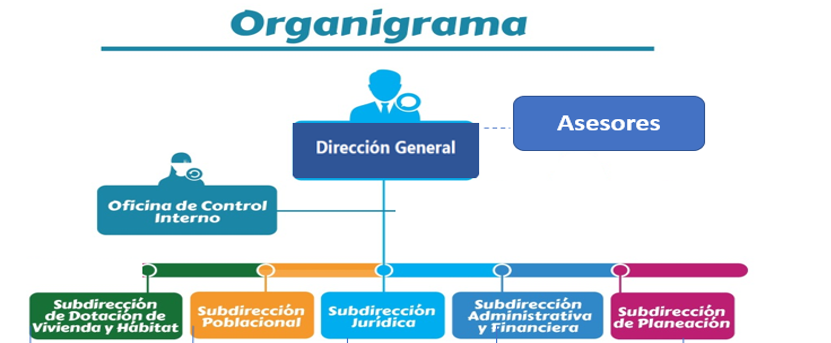 Organigrama
Dirección General
Asesores
Oficina de Control
Interno
Subdirección
de Dotación de
Vivienda y Hábitat
Subdirección
Poblacional
Subdirección
Jurídica
Subdirección
Administrativa
y Financiera
Subdirección
de Planeación